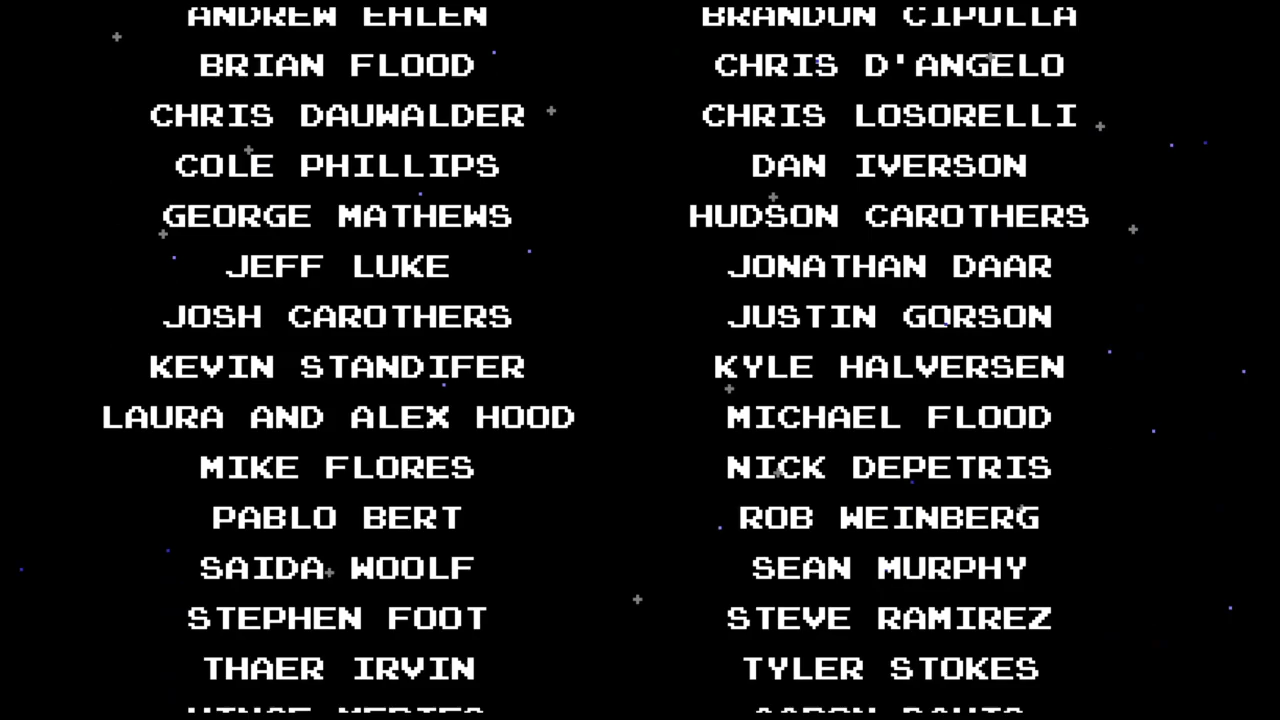 ANDREW EHLEN BRANDON CIPOLLA
BRIAN FLOOD CHRIS D'ANGELO
CHRIS DAUWALDER CHRIS LOSORELLI
COLE PHILLIPS DAN IVERSON
GEORGE MATHEWS HUDSON CAROTHERS
JEFF LUKE JONATHAN DAAR
JOSH CAROTHERS JUSTIN GORSON
KEVIN STANDIFER KYLE HALVERSEN
LAURA AND ALEX HOOD MICHAEL FLOOD
MIKE FLORES NICK DEPETRIS
PABLO BERT ROB WEINBERG
SAIDA WOOLF SEAN MURPHY
STEPHEN FOOT STEVE RAMIREZ
THAER IRVIN TYLER STOKES